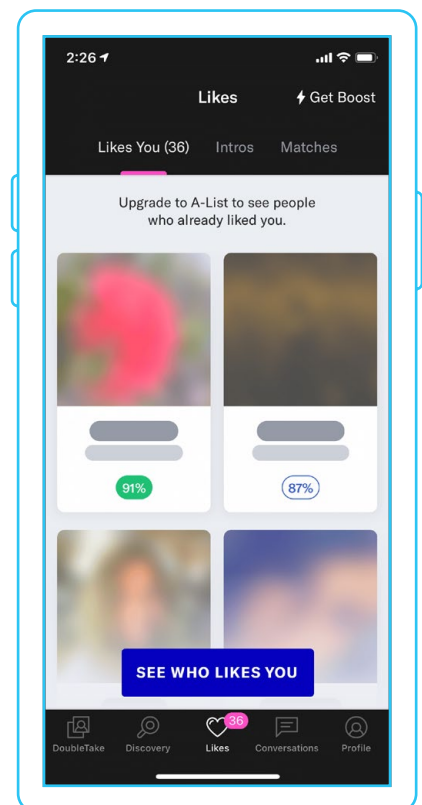 2:26
Likes
Get Boost
Likes You (36)
Intros
Matches
Upgrade to A-List to see people
who already liked you.
91%
87%
SEE WHO LIKES YOU
36
DoubleTake
Discovery
Likes
Conversations
Profile